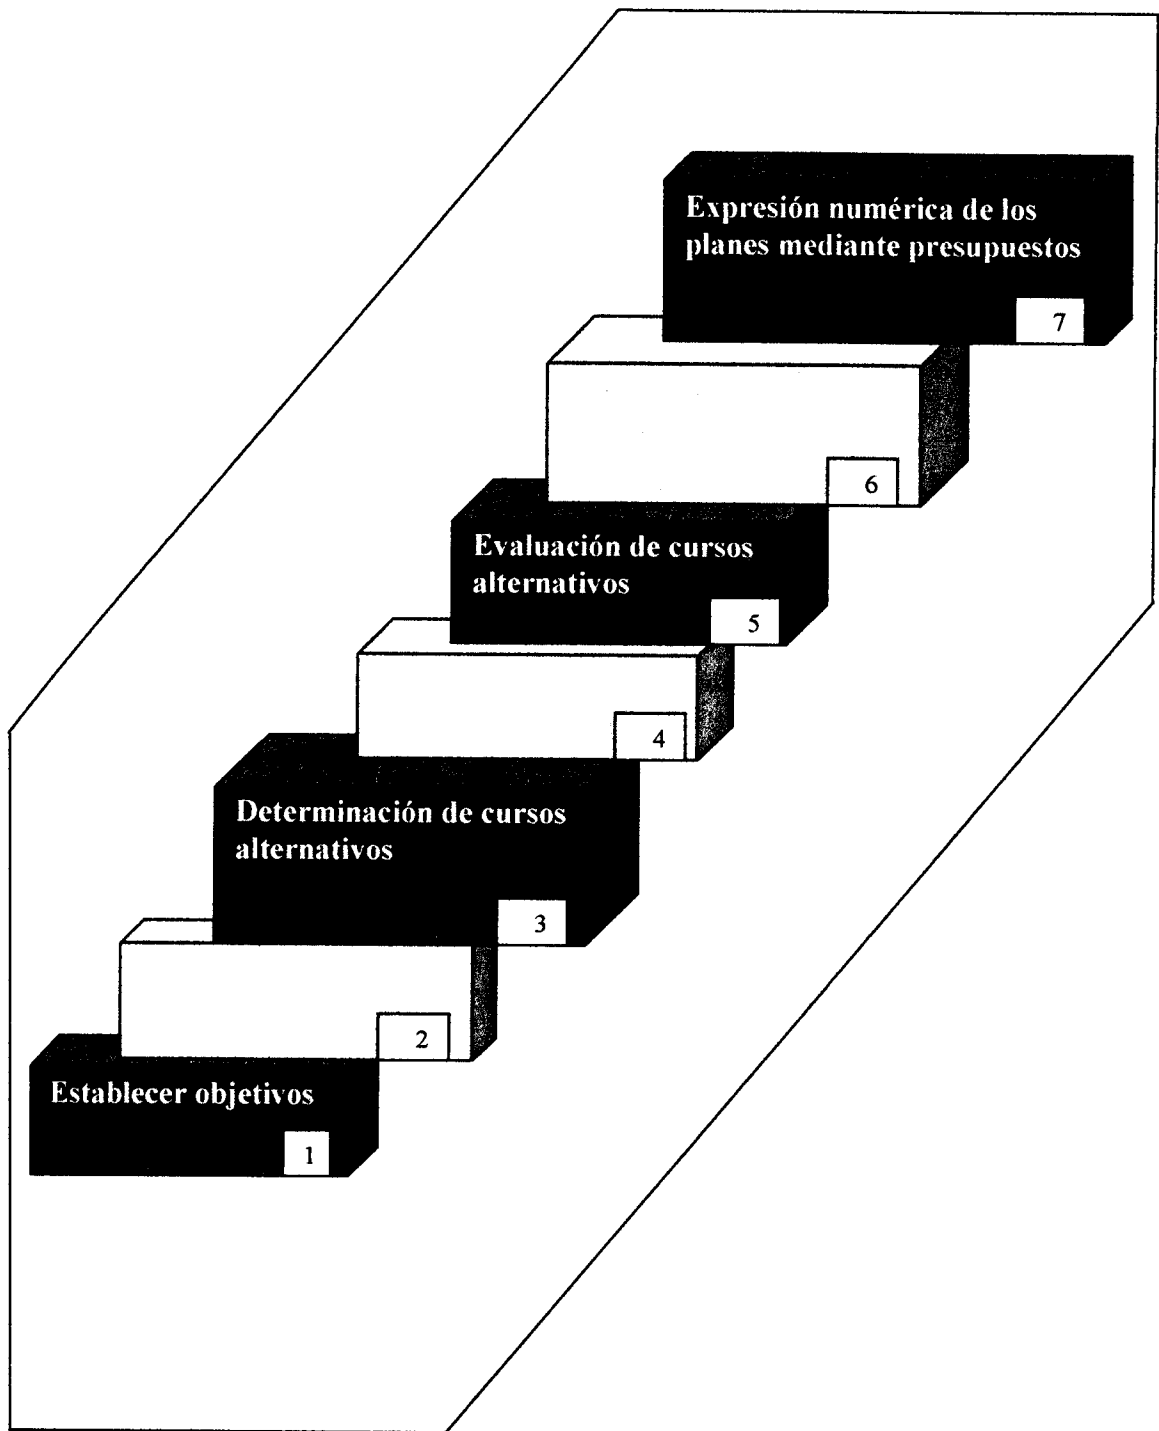 Expresión numérica de los
planes mediante presupuestos
7
6
Evaluación de cursos
alternativos
5
4
Determinación de cursos
alternativos
3
2
Establecer objetivos
1